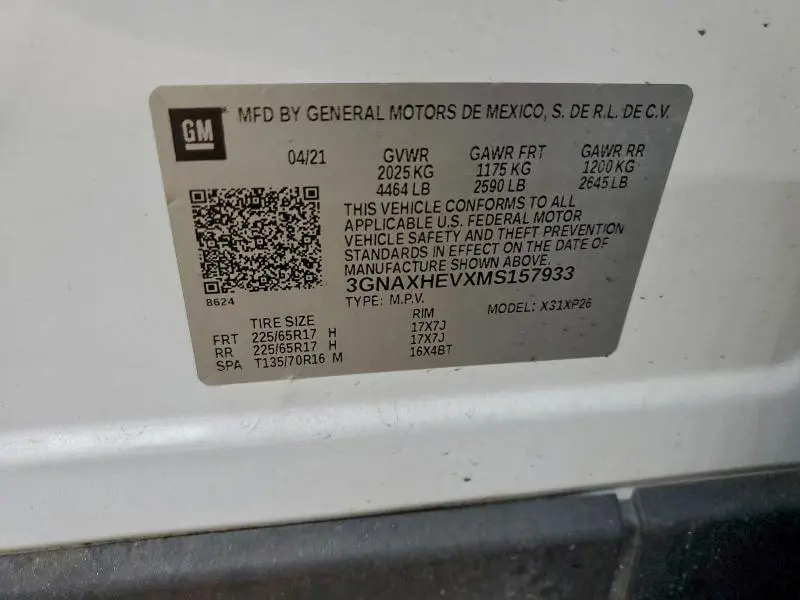 GM MFD BY GENERAL MOTORS DE MEXICO, S. DE R.L. DE C.V.
04/21 GVWR GAWR FRT GAWR RR
2025 KG 1175 KG 1200 KG
4464 LB 2590 LB 2645 LB
THIS VEHICLE CONFORMS TO ALL
APPLICABLE U.S. FEDERAL MOTOR
VEHICLE SAFETY AND THEFT PREVENTION
STANDARDS IN EFFECT ON THE DATE OF
MANUFACTURE SHOWN ABOVE.
8624 3GNAXHEVXMS157933
TYPE: M.P.V. MODEL: X31XP26
TIRE SIZE RIM
FRT 225/65R17 H 17X7J
RR 225/65R17 H 17X7J
SPA T135/70R16 M 16X4BT